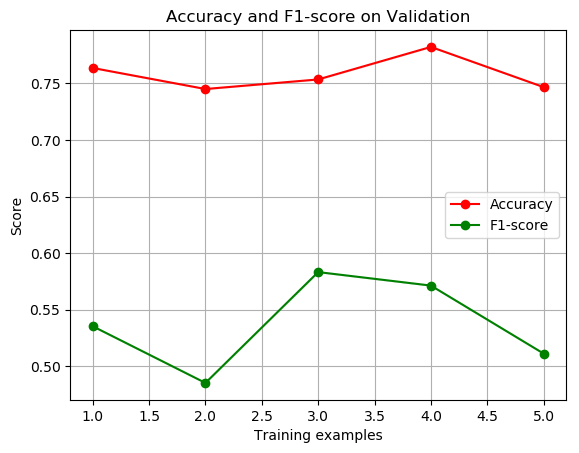 Accuracy and F1-score on Validation
Score
0.75
0.70
0.65
0.60
0.55
0.50
Accuracy
F1-score
1.0 1.5 2.0 2.5 3.0 3.5 4.0 4.5 5.0
Training examples